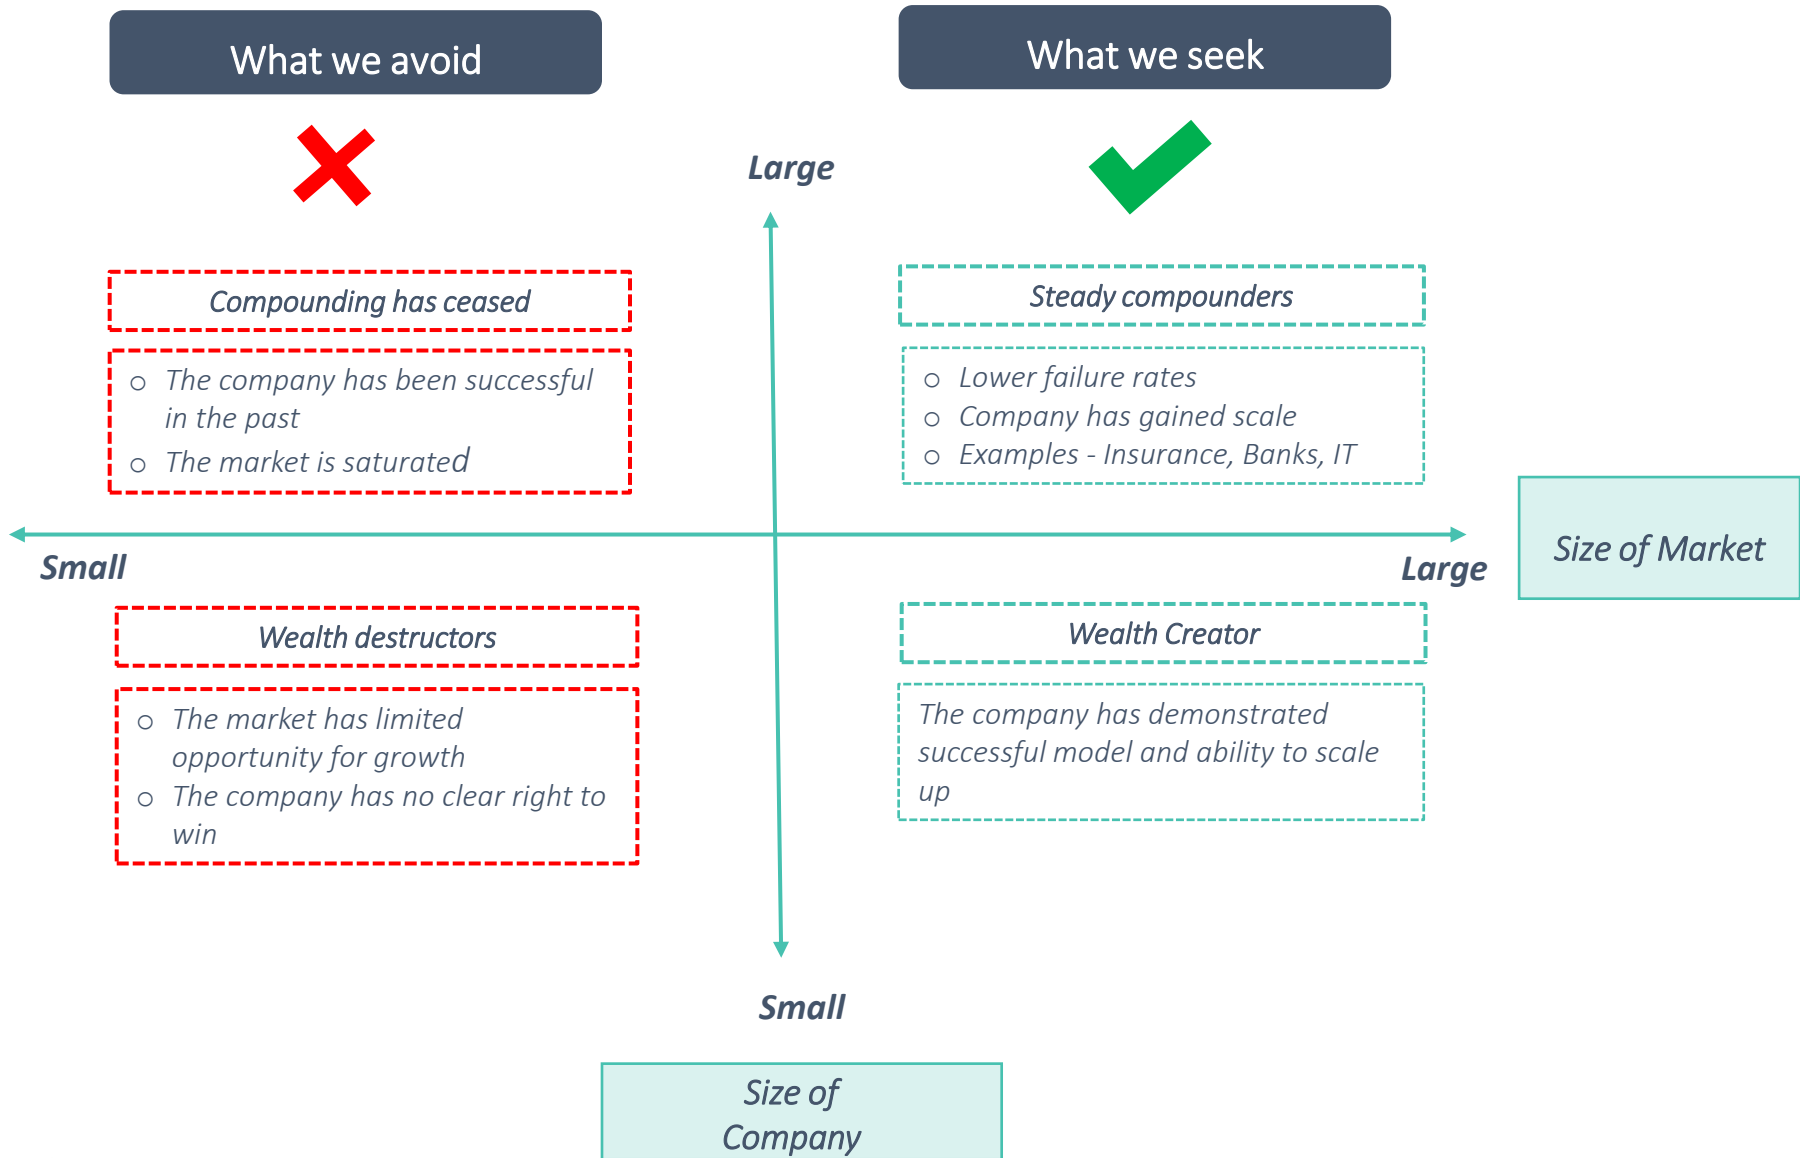 What we avoid
What we seek
Large
Compounding has ceased
○ The company has been successful
in the past
○ The market is saturated
Steady compounders
○ Lower failure rates
○ Company has gained scale
○ Examples - Insurance, Banks, IT
Small
Large
Size of Market
Wealth destructors
○ The market has limited
opportunity for growth
○ The company has no clear right to
win
Wealth Creator
The company has demonstrated
successful model and ability to scale
up
Small
Size of
Company